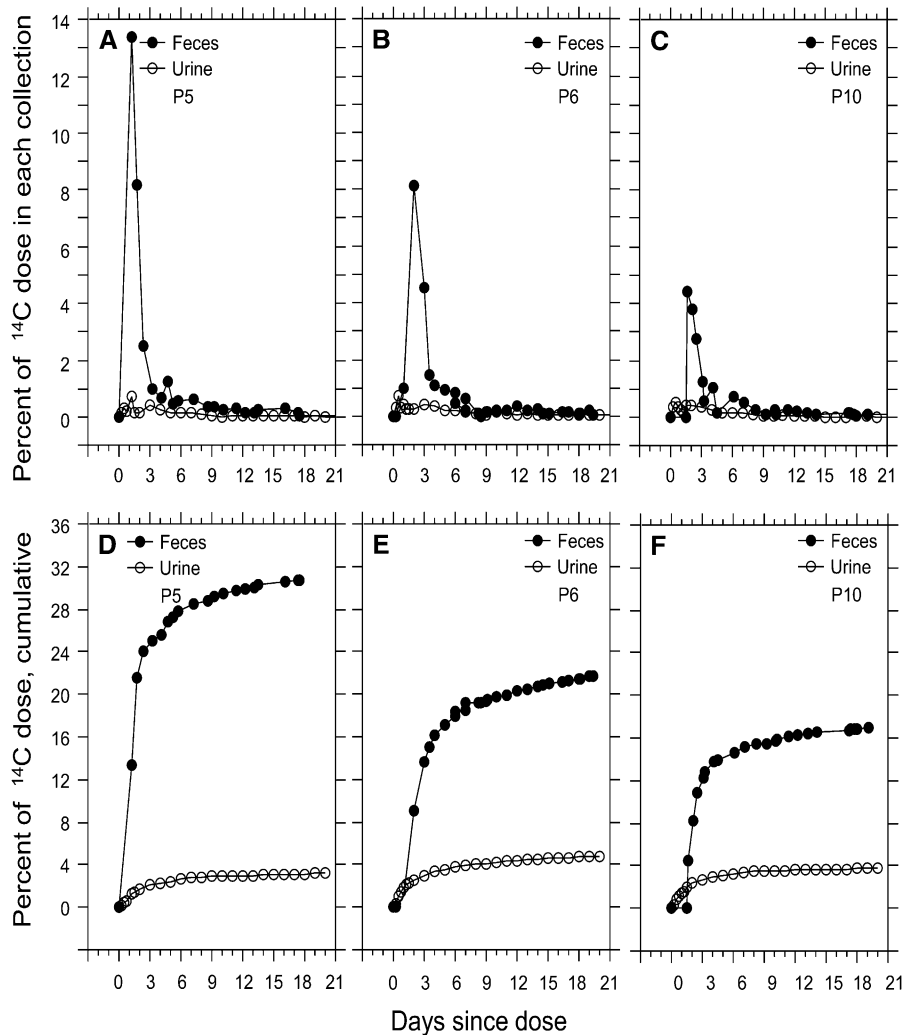 Percent of ¹⁴C dose in each collection
14
12
10
8
6
4
2
0
A
Feces
Urine
P5
B
Feces
Urine
P6
C
Feces
Urine
P10
0 3 6 9 12 15 18 21
0 3 6 9 12 15 18 21
0 3 6 9 12 15 18 21
Percent of ¹⁴C dose, cumulative
36
32
28
24
20
16
12
8
4
0
D
Feces
Urine
P5
E
Feces
Urine
P6
F
Feces
Urine
P10
0 3 6 9 12 15 18 21
0 3 6 9 12 15 18 21
0 3 6 9 12 15 18 21
Days since dose